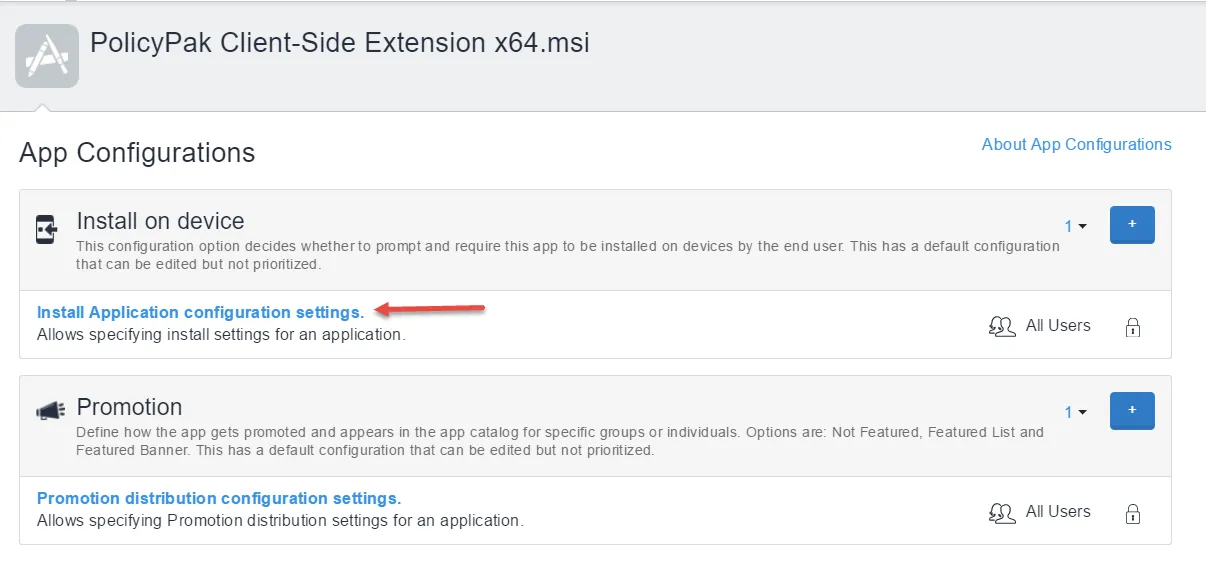 PolicyPak Client-Side Extension x64.msi
App Configurations
About App Configurations
Install on device
1
+
This configuration option decides whether to prompt and require this app to be installed on devices by the end user. This has a default configuration
that can be edited but not prioritized.
Install Application configuration settings.
Allows specifying install settings for an application.
All Users
Promotion
1
+
Define how the app gets promoted and appears in the app catalog for specific groups or individuals. Options are: Not Featured, Featured List and
Featured Banner. This has a default configuration that can be edited but not prioritized.
Promotion distribution configuration settings.
Allows specifying Promotion distribution settings for an application.
All Users